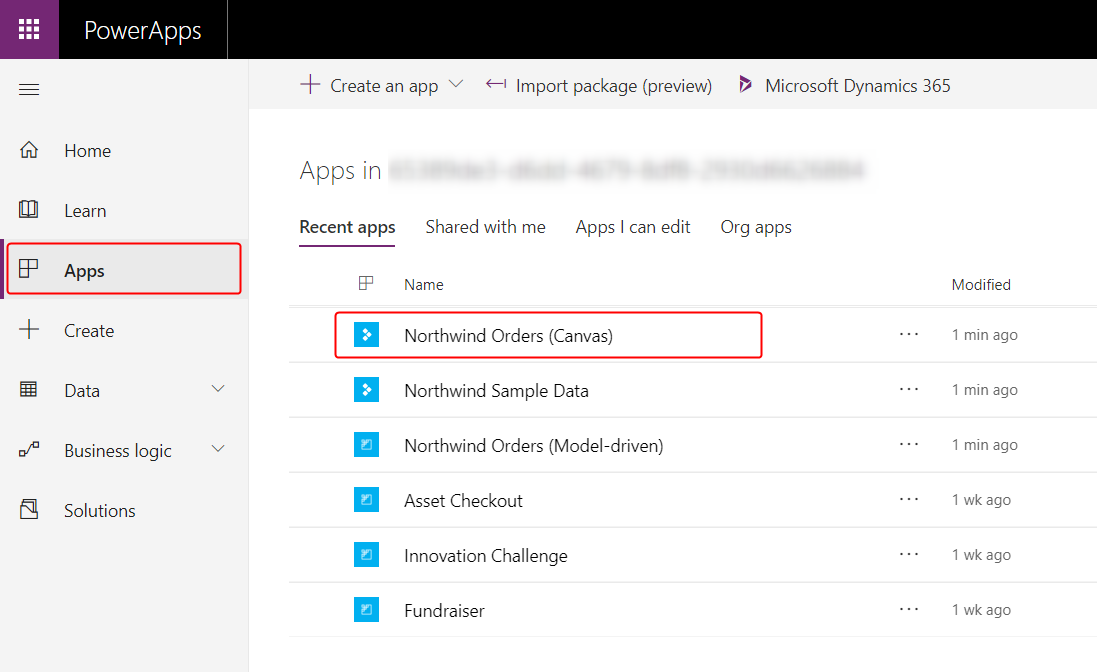 PowerApps
Create an app
Import package (preview)
Microsoft Dynamics 365
Home
Learn
Apps
Create
Data
Business logic
Solutions
Apps in
Recent apps
Shared with me
Apps I can edit
Org apps
Name
Modified
Northwind Orders (Canvas)
··· 1 min ago
Northwind Sample Data
··· 1 min ago
Northwind Orders (Model-driven)
··· 1 min ago
Asset Checkout
··· 1 wk ago
Innovation Challenge
··· 1 wk ago
Fundraiser
··· 1 wk ago